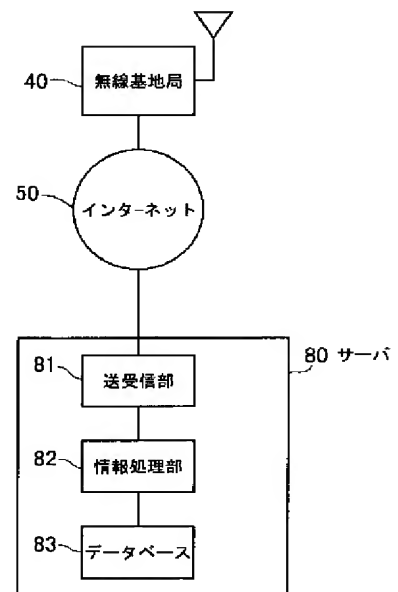 40 無線基地局
50 インターネット
80 サーバ
81 送受信部
82 情報処理部
83 データベース